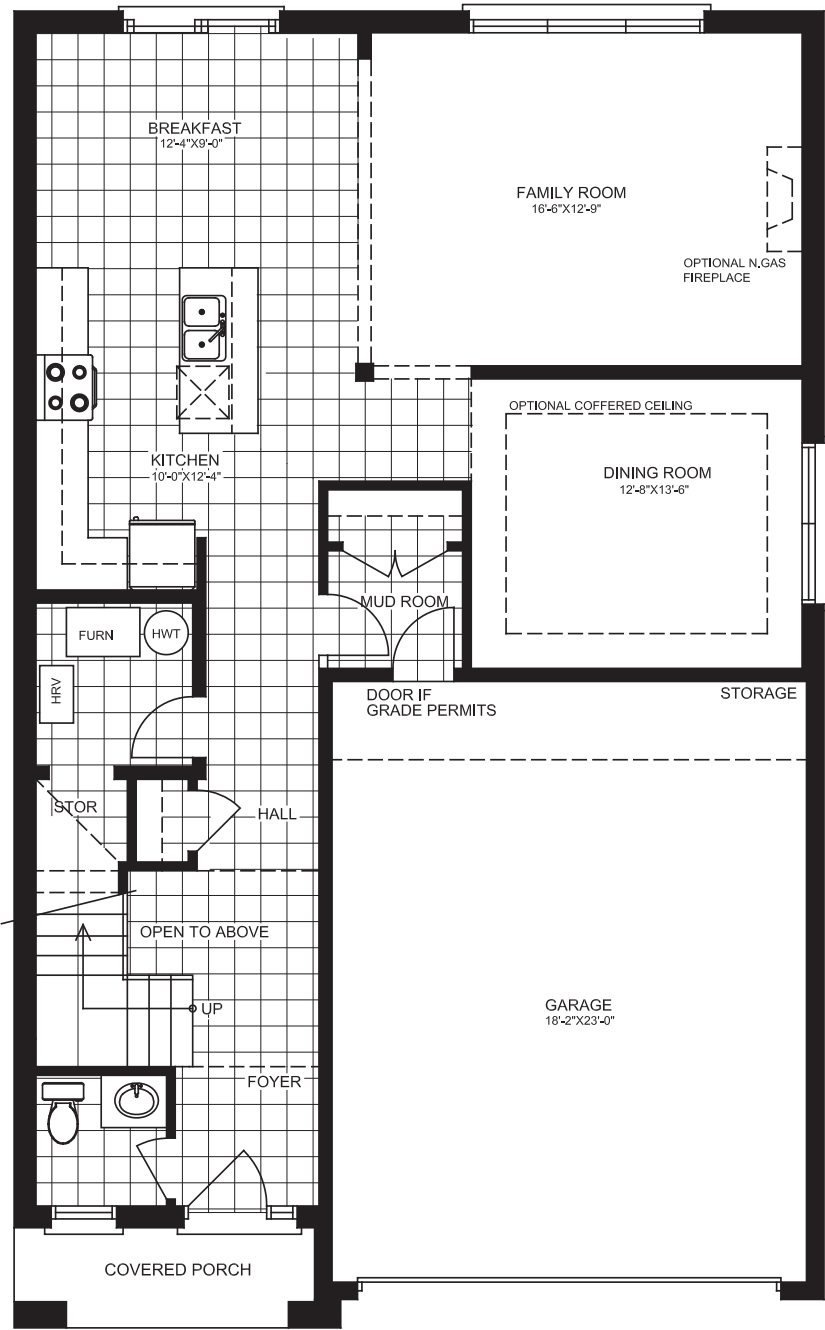 BREAKFAST
12'-4"X9'-0"
FAMILY ROOM
16'-6"X12'-9"
OPTIONAL N.GAS
FIREPLACE
OPTIONAL COFFERED CEILING
DINING ROOM
12'-8"X13'-6"
KITCHEN
10'-0"X12'-4"
MUD ROOM
FURN
HWT
HRV
DOOR IF
GRADE PERMITS
STORAGE
STOR
HALL
OPEN TO ABOVE
UP
GARAGE
18'-2"X23'-0"
FOYER
COVERED PORCH